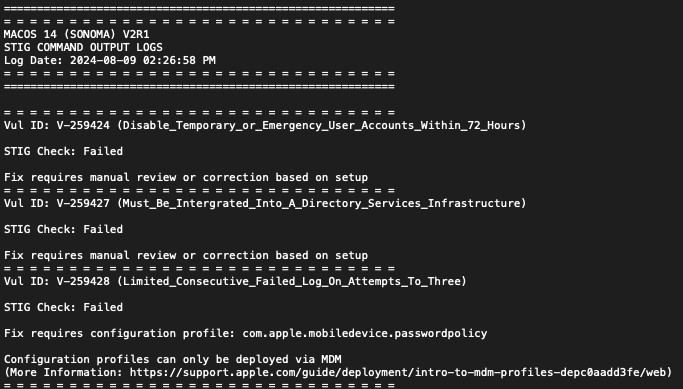 ============================================================
= = = = = = = = = = = = = = = = = = = = = = = = = = = = = =
MACOS 14 (SONOMA) V2R1
STIG COMMAND OUTPUT LOGS
Log Date: 2024-08-09 02:26:58 PM
= = = = = = = = = = = = = = = = = = = = = = = = = = = = = =
============================================================
= = = = = = = = = = = = = = = = = = = = = = = = = = = = = =
Vul ID: V-259424 (Disable_Temporary_or_Emergency_User_Accounts_Within_72_Hours)
STIG Check: Failed
Fix requires manual review or correction based on setup
= = = = = = = = = = = = = = = = = = = = = = = = = = = = = =
Vul ID: V-259427 (Must_Be_Intergrated_Into_A_Directory_Services_Infrastructure)
STIG Check: Failed
Fix requires manual review or correction based on setup
= = = = = = = = = = = = = = = = = = = = = = = = = = = = = =
Vul ID: V-259428 (Limited_Consecutive_Failed_Log_On_Attempts_To_Three)
STIG Check: Failed
Fix requires configuration profile: com.apple.mobiledevice.passwordpolicy
Configuration profiles can only be deployed via MDM
(More Information: https://support.apple.com/guide/deployment/intro-to-mdm-profiles-depc0aadd3fe/web)
= = = = = = = = = = = = = = = = = = = = = = = = = = = = = =